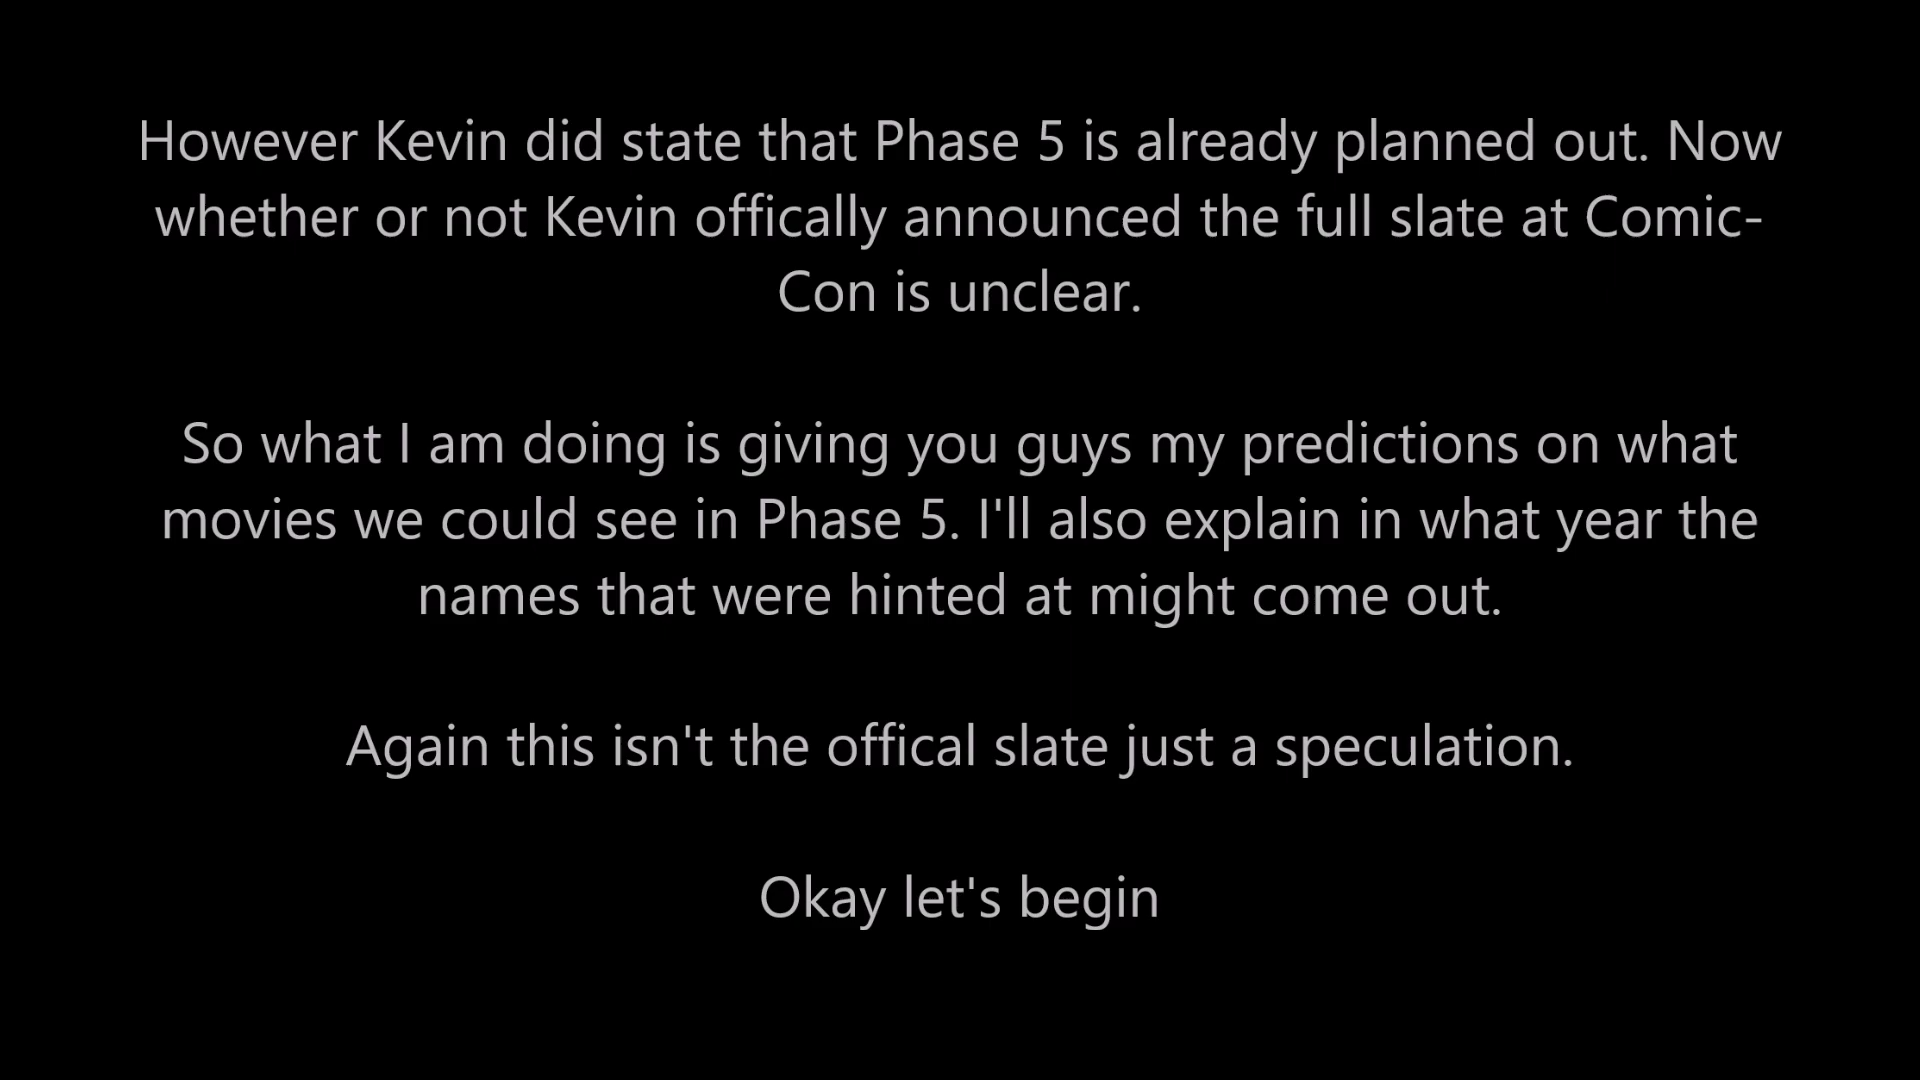 However Kevin did state that Phase 5 is already planned out. Now
whether or not Kevin offically announced the full slate at Comic-
Con is unclear.
So what I am doing is giving you guys my predictions on what
movies we could see in Phase 5. I'll also explain in what year the
names that were hinted at might come out.
Again this isn't the offical slate just a speculation.
Okay let's begin